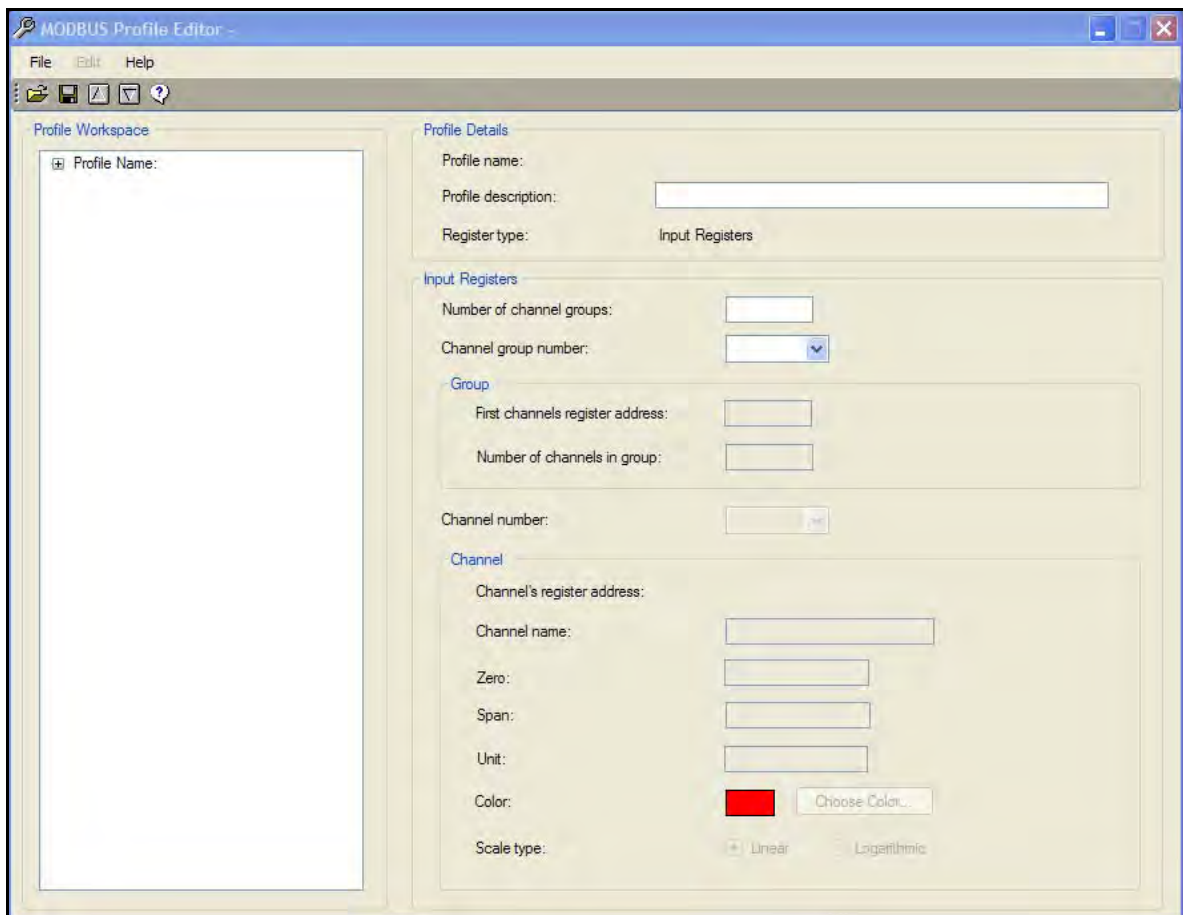 MODBUS Profile Editor -
File Edit Help
Profile Workspace
Profile Name:
Profile Details
Profile name:
Profile description:
Register type: Input Registers
Input Registers
Number of channel groups:
Channel group number:
Group
First channels register address:
Number of channels in group:
Channel number:
Channel
Channel's register address:
Channel name:
Zero:
Span:
Unit:
Color: Choose Color...
Scale type: Linear Logarithmic